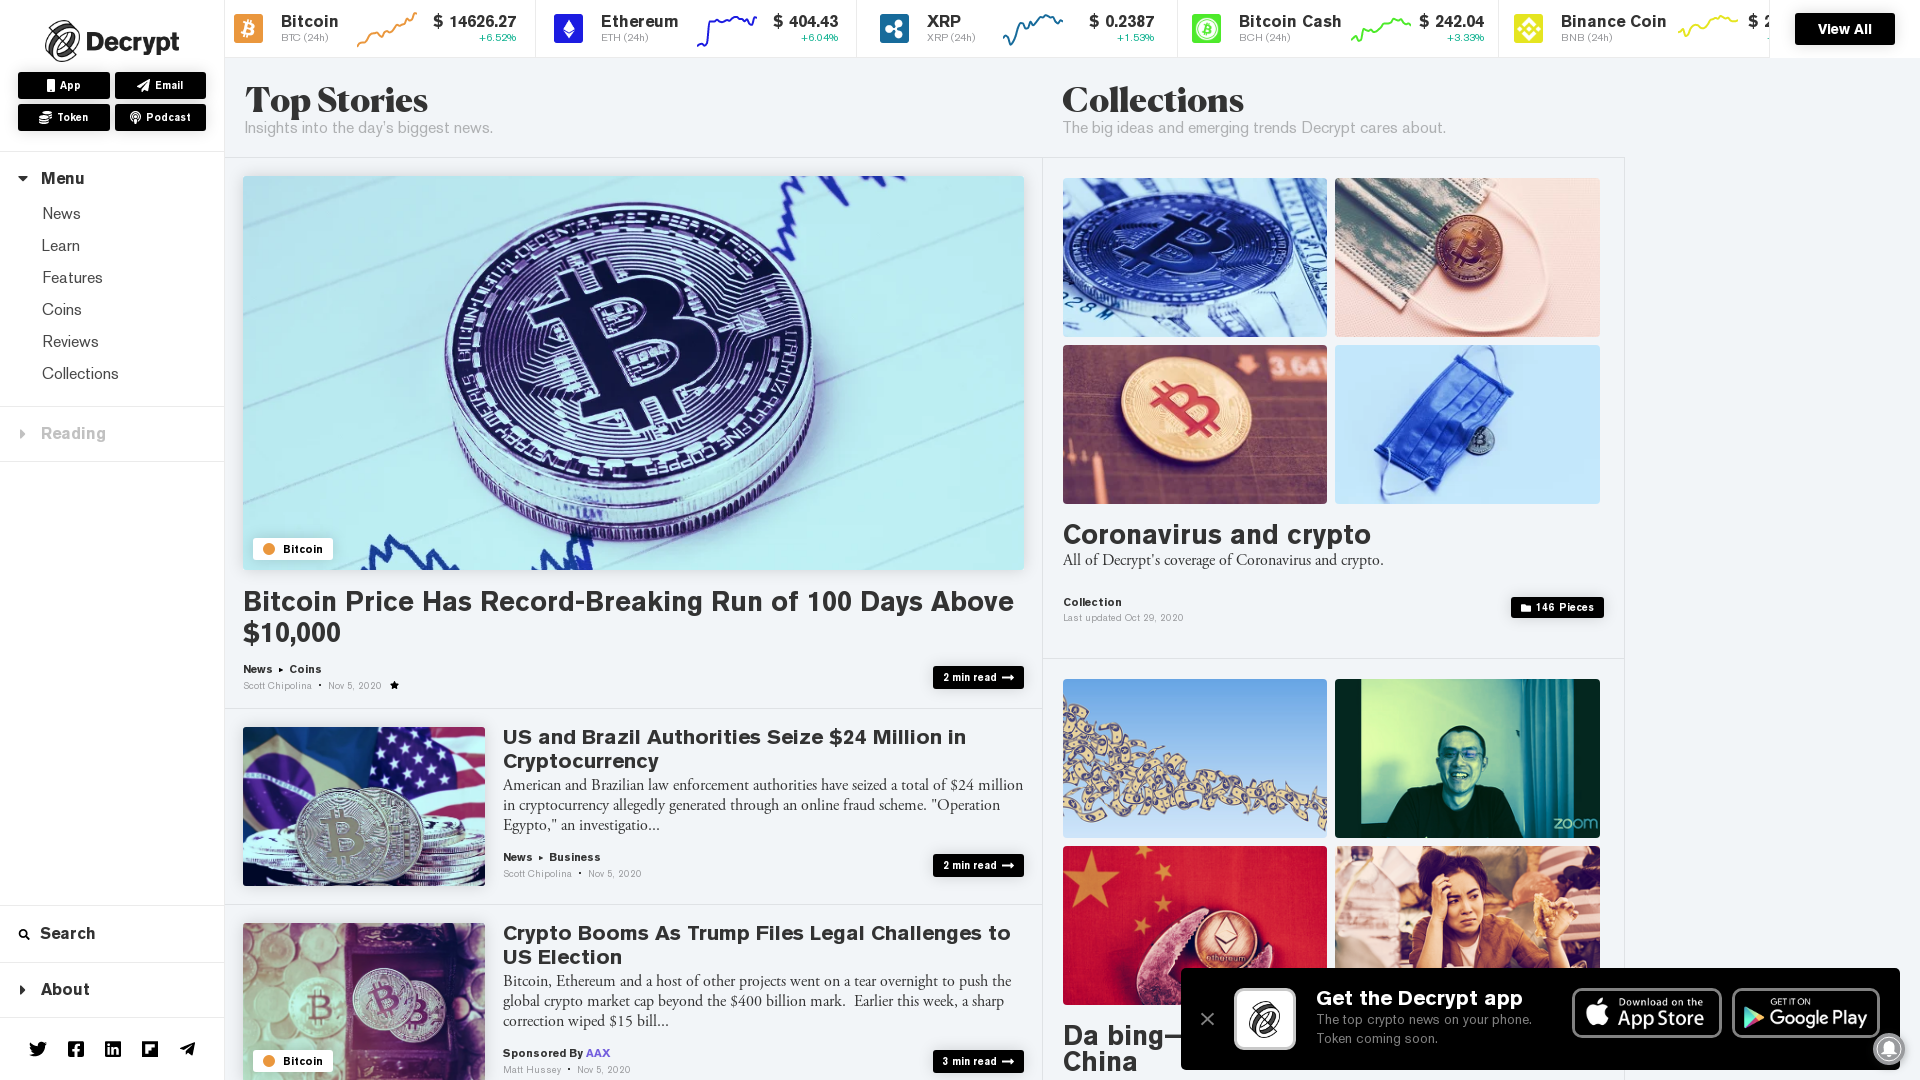 Decrypt
App
Email
Token
Podcast
Menu
News
Learn
Features
Coins
Reviews
Collections
Reading
Search
About
Bitcoin
BTC (24h)
$ 14626.27
+6.52%
Ethereum
ETH (24h)
$ 404.43
+6.04%
XRP
XRP (24h)
$ 0.2387
+1.53%
Bitcoin Cash
BCH (24h)
$ 242.04
+3.33%
Binance Coin
BNB (24h)
View All
Top Stories
Insights into the day's biggest news.
Bitcoin
Bitcoin Price Has Record-Breaking Run of 100 Days Above
$10,000
News ▸ Coins
Scott Chipolina • Nov 5, 2020 ★
2 min read
US and Brazil Authorities Seize $24 Million in
Cryptocurrency
American and Brazilian law enforcement authorities have seized a total of $24 million
in cryptocurrency allegedly generated through an online fraud scheme. "Operation
Egypto," an investigatio...
News ▸ Business
Scott Chipolina • Nov 5, 2020
2 min read
Crypto Booms As Trump Files Legal Challenges to
US Election
Bitcoin, Ethereum and a host of other projects went on a tear overnight to push the
global crypto market cap beyond the $400 billion mark. Earlier this week, a sharp
correction wiped $15 bill...
Bitcoin
Sponsored By AAX
Matt Hussey • Nov 5, 2020
3 min read
Collections
The big ideas and emerging trends Decrypt cares about.
3.64
Coronavirus and crypto
All of Decrypt's coverage of Coronavirus and crypto.
Collection
Last updated Oct 29, 2020
146 Pieces
zoom
ethereum
Da bing—
China
Get the Decrypt app
The top crypto news on your phone.
Token coming soon.
Download on the
App Store
GET IT ON
Google Play